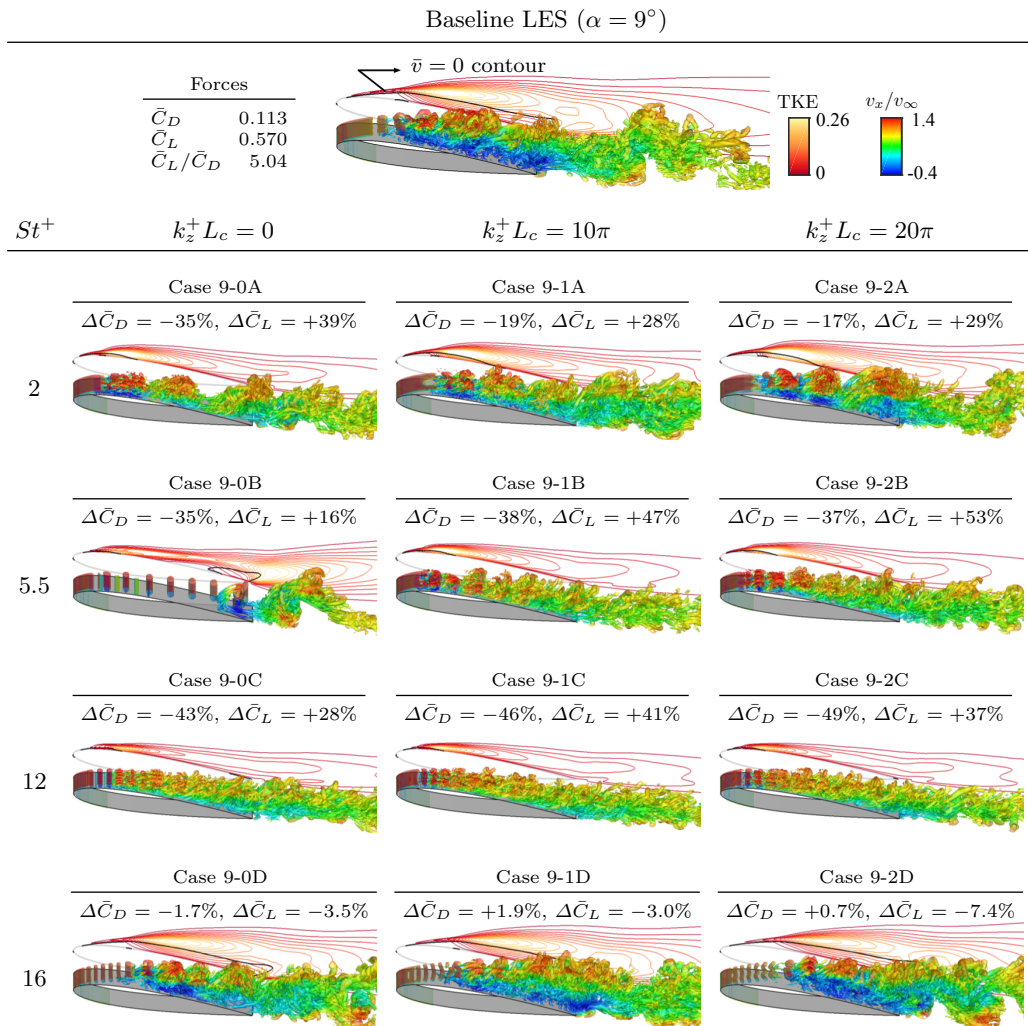 Baseline LES (α = 9°)
v̄ = 0 contour
Forces
C̄_D 0.113
C̄_L 0.570
C̄_L/C̄_D 5.04
TKE
0.26
0
v_x/v_∞
1.4
-0.4
St⁺ k_z⁺L_c = 0 k_z⁺L_c = 10π k_z⁺L_c = 20π
Case 9-0A Case 9-1A Case 9-2A
ΔC̄_D = −35%, ΔC̄_L = +39% ΔC̄_D = −19%, ΔC̄_L = +28% ΔC̄_D = −17%, ΔC̄_L = +29%
2
Case 9-0B Case 9-1B Case 9-2B
ΔC̄_D = −35%, ΔC̄_L = +16% ΔC̄_D = −38%, ΔC̄_L = +47% ΔC̄_D = −37%, ΔC̄_L = +53%
5.5
Case 9-0C Case 9-1C Case 9-2C
ΔC̄_D = −43%, ΔC̄_L = +28% ΔC̄_D = −46%, ΔC̄_L = +41% ΔC̄_D = −49%, ΔC̄_L = +37%
12
Case 9-0D Case 9-1D Case 9-2D
ΔC̄_D = −1.7%, ΔC̄_L = −3.5% ΔC̄_D = +1.9%, ΔC̄_L = −3.0% ΔC̄_D = +0.7%, ΔC̄_L = −7.4%
16